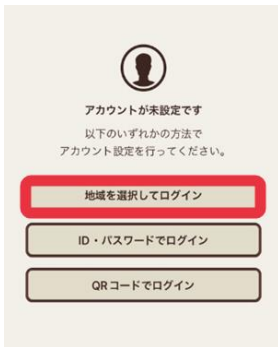 アカウントが未設定です
以下のいずれかの方法で
アカウント設定を行ってください。
地域を選択してログイン
ID・パスワードでログイン
QRコードでログイン